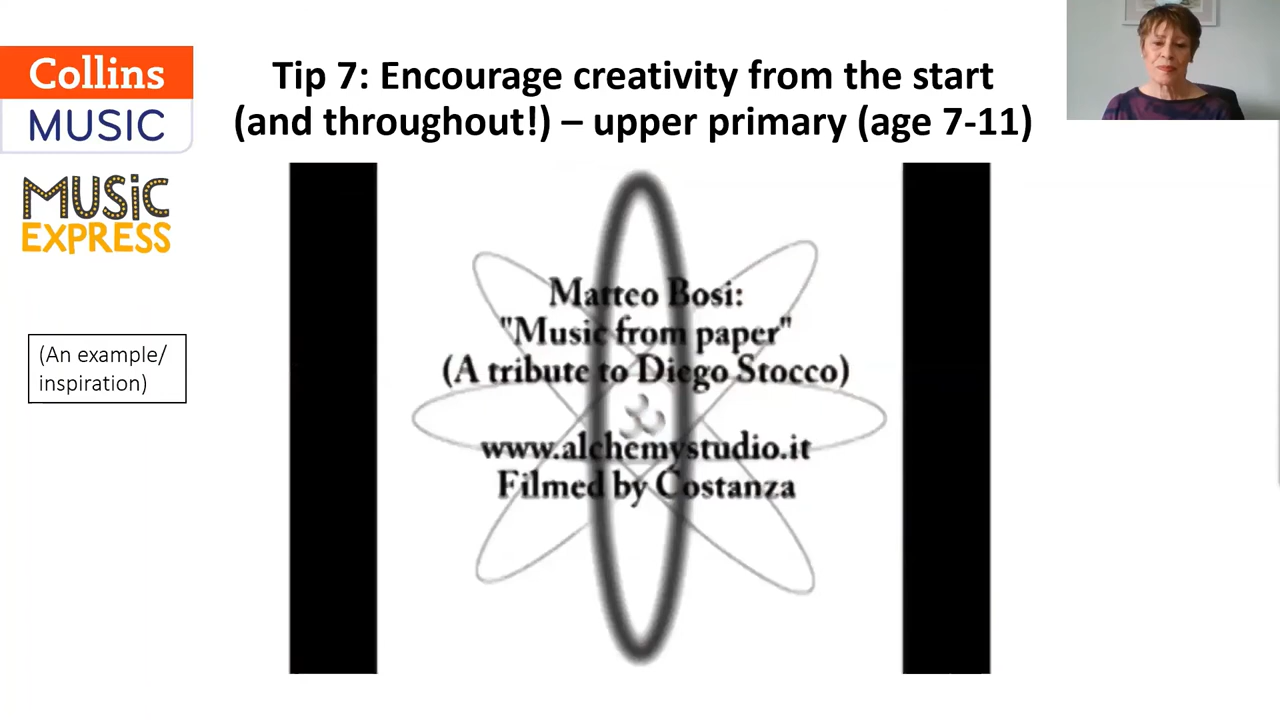 Collins
MUSIC
MUSiC
EXPRESS
Tip 7: Encourage creativity from the start
(and throughout!) – upper primary (age 7-11)
(An example/
inspiration)
Matteo Bosi:
"Music from paper"
(A tribute to Diego Stocco)
www.alchemystudio.it
Filmed by Costanza